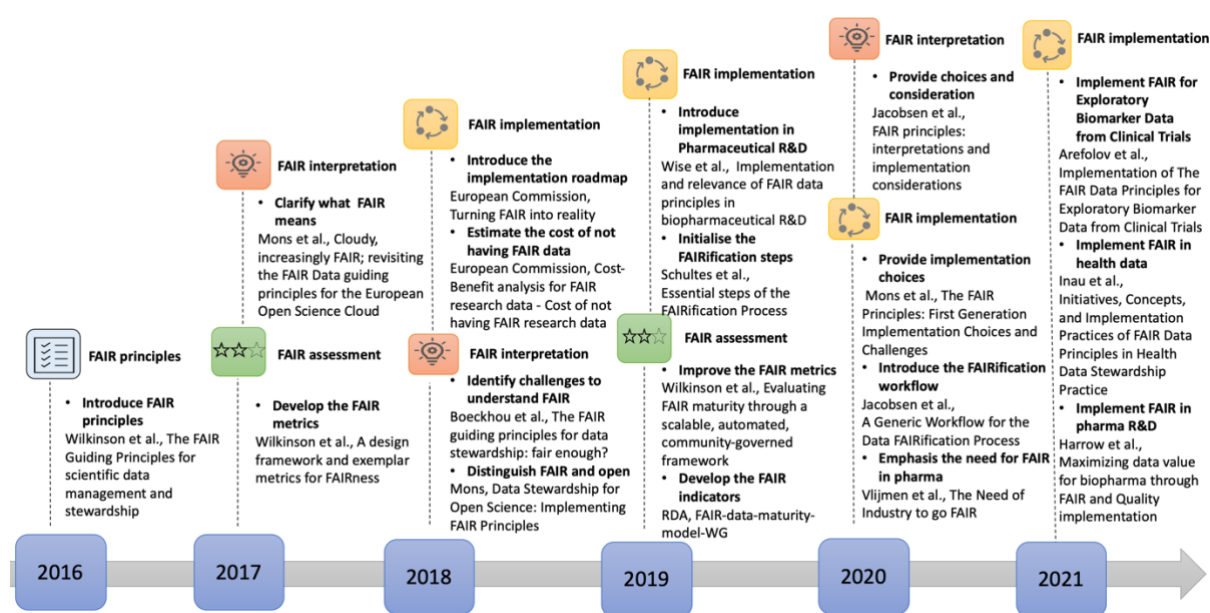 FAIR principles
• Introduce FAIR
principles
Wilkinson et al., The FAIR
Guiding Principles for
scientific data
management and
stewardship
2016
FAIR interpretation
• Clarify what FAIR
means
Mons et al., Cloudy,
increasingly FAIR; revisiting
the FAIR Data guiding
principles for the European
Open Science Cloud
FAIR assessment
• Develop the FAIR
metrics
Wilkinson et al., A design
framework and exemplar
metrics for FAIRness
2017
FAIR implementation
• Introduce the
implementation roadmap
European Commission,
Turning FAIR into reality
• Estimate the cost of not
having FAIR data
European Commission, Cost-
Benefit analysis for FAIR
research data - Cost of not
having FAIR research data
FAIR interpretation
• Identify challenges to
understand FAIR
Boeckhou et al., The FAIR
guiding principles for data
stewardship: fair enough?
• Distinguish FAIR and open
Mons, Data Stewardship for
Open Science: Implementing
FAIR Principles
2018
FAIR implementation
• Introduce
implementation in
Pharmaceutical R&D
Wise et al., Implementation
and relevance of FAIR data
principles in
biopharmaceutical R&D
• Initialise the
FAIRification steps
Schultes et al.,
Essential steps of the
FAIRification Process
FAIR assessment
• Improve the FAIR metrics
Wilkinson et al., Evaluating
FAIR maturity through a
scalable, automated,
community-governed
framework
• Develop the FAIR
indicators
RDA, FAIR-data-maturity-
model-WG
2019
FAIR interpretation
• Provide choices and
consideration
Jacobsen et al.,
FAIR principles:
interpretations and
implementation
considerations
FAIR implementation
• Provide implementation
choices
Mons et al., The FAIR
Principles: First Generation
Implementation Choices and
Challenges
• Introduce the FAIRification
workflow
Jacobsen et al.,
A Generic Workflow for the
Data FAIRification Process
• Emphasis the need for FAIR
in pharma
Vlijmen et al., The Need of
Industry to go FAIR
2020
FAIR implementation
• Implement FAIR for
Exploratory
Biomarker Data
from Clinical Trials
Arefolov et al.,
Implementation of The
FAIR Data Principles for
Exploratory Biomarker
Data from Clinical Trials
• Implement FAIR in
health data
Inau et al.,
Initiatives, Concepts,
and Implementation
Practices of FAIR Data
Principles in Health
Data Stewardship
Practice
• Implement FAIR in
pharma R&D
Harrow et al.,
Maximizing data value
for biopharma through
FAIR and Quality
implementation
2021